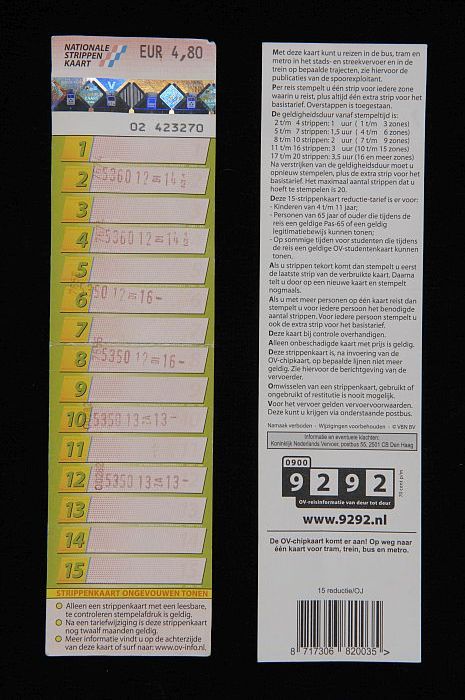 NATIONALE
STRIPPEN
KAART
EUR 4,80
02 423270
1
2 5360 12 14
3
4 5360 12 14
5
6 50 12 16-
7
8 5350 12 16-
9
10 5350 13 13-
11
12 5350 13 13-
13
14
15
STRIPPENKAART ONGEVOUWEN TONEN
Alleen een strippenkaart met een leesbare,
te controleren stempelafdruk is geldig.
Na een tariefwijziging is deze strippenkaart
nog twaalf maanden geldig.
Meer informatie vindt u op de achterzijde
van deze kaart of surf naar: www.ov-info.nl.
Met deze kaart kunt u reizen in de bus, tram en
metro in het stads- en streekvervoer en in de
trein op bepaalde trajecten, zie hiervoor de
publicaties van de spoorexploitant.
Per reis stempelt u één strip voor iedere zone
waarin u reist, plus altijd één extra strip voor het
basistarief. Overstappen is toegestaan.
De geldigheidsduur vanaf stempeltijd is:
2 t/m 4 strippen: 1 uur ( 1 t/m 3 zones)
5 t/m 7 strippen: 1,5 uur ( 4 t/m 6 zones)
8 t/m 10 strippen: 2 uur ( 7 t/m 9 zones)
11 t/m 16 strippen: 3 uur (10 t/m 15 zones)
17 t/m 20 strippen: 3,5 uur (16 en meer zones)
Na verstrijken van de geldigheidsduur moet u
opnieuw stempelen, plus de extra strip voor het
basistarief. Het maximaal aantal strippen dat u
hoeft te stempelen is 20.
Deze 15-strippenkaart reductie-tarief is er voor:
- Kinderen van 4 t/m 11 jaar;
- Personen van 65 jaar of ouder die tijdens de
reis een geldige Pas-65 of een geldig
legitimatiebewijs kunnen tonen;
- Op sommige tijden voor studenten die tijdens
de reis een geldige OV-studentenkaart kunnen
tonen.
Als u strippen tekort komt dan stempelt u eerst
de laatste strip van de verbruikte kaart. Daarna
telt u door op een nieuwe kaart en stempelt
nogmaals.
Als u met meer personen op één kaart reist dan
stempelt u voor iedere persoon het benodigde
aantal strippen. Voor iedere persoon stempelt u
ook de extra strip voor het basistarief.
Deze kaart bij controle overhandigen.
Alleen onbeschadigde kaart met prijs is geldig.
Deze strippenkaart is, na invoering van de
OV-chipkaart, op bepaalde lijnen niet meer
geldig. Zie hiervoor de berichtgeving van de
vervoerder.
Omwisselen van een strippenkaart, gebruikt of
ongebruikt of restitutie is nooit mogelijk.
Voor het vervoer gelden vervoervoorwaarden.
Deze kunt u krijgen via onderstaande postbus.
Namaak verboden - Wijzigingen voorbehouden - © VBN BV
Informatie en eventuele klachten:
Koninklijk Nederlands Vervoer, postbus 55, 2501 CB Den Haag
0900
9292
70 cent p/m
OV-reisinformatie van deur tot deur
www.9292.nl
De OV-chipkaart komt er aan! Op weg naar
één kaart voor tram, trein, bus en metro.
15 reductie/OJ
8 717306 820035 >